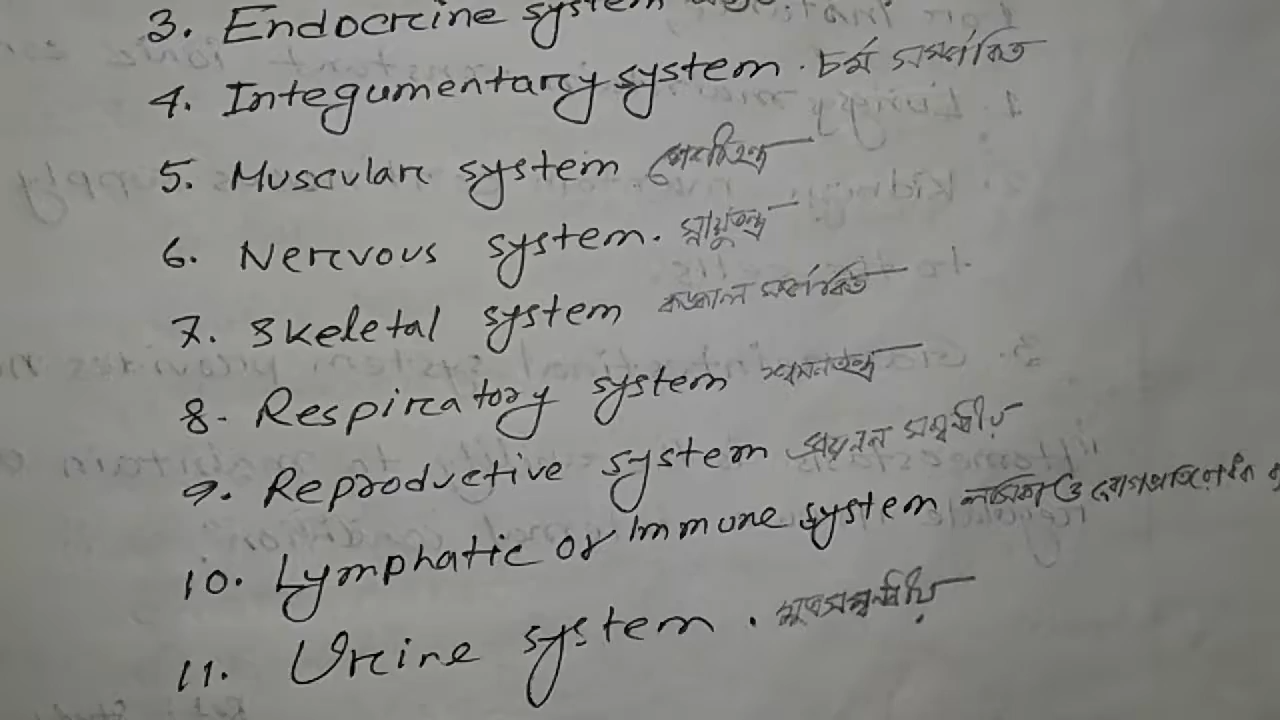 3. Endocrine system
4. Integumentary system. চর্ম সম্পর্কিত
5. Muscular system পেশীতন্ত্র
6. Nervous system. স্নায়ুতন্ত্র
7. Skeletal system কঙ্কাল সম্পর্কিত
8. Respiratory system শ্বসনতন্ত্র
9. Reproductive system প্রজনন সম্বন্ধীয়
10. Lymphatic or Immune system লসিকা ও রোগপ্রতিরোধ
11. Urine system. মূত্রসম্বন্ধীয়